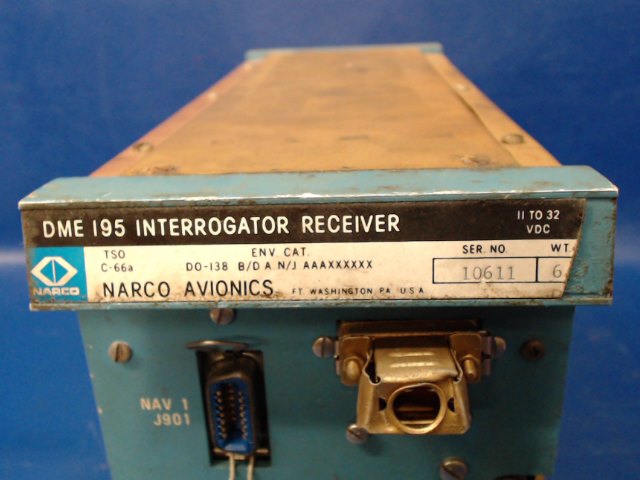 DME 195 INTERROGATOR RECEIVER
11 TO 32
VDC
TSO
C-66a
ENV. CAT.
DO-138 B/D A N/J AAAXXXXXX
SER. NO.
10611
WT.
6
NARCO
NARCO AVIONICS
FT. WASHINGTON PA. U.S.A.
NAV 1
J901